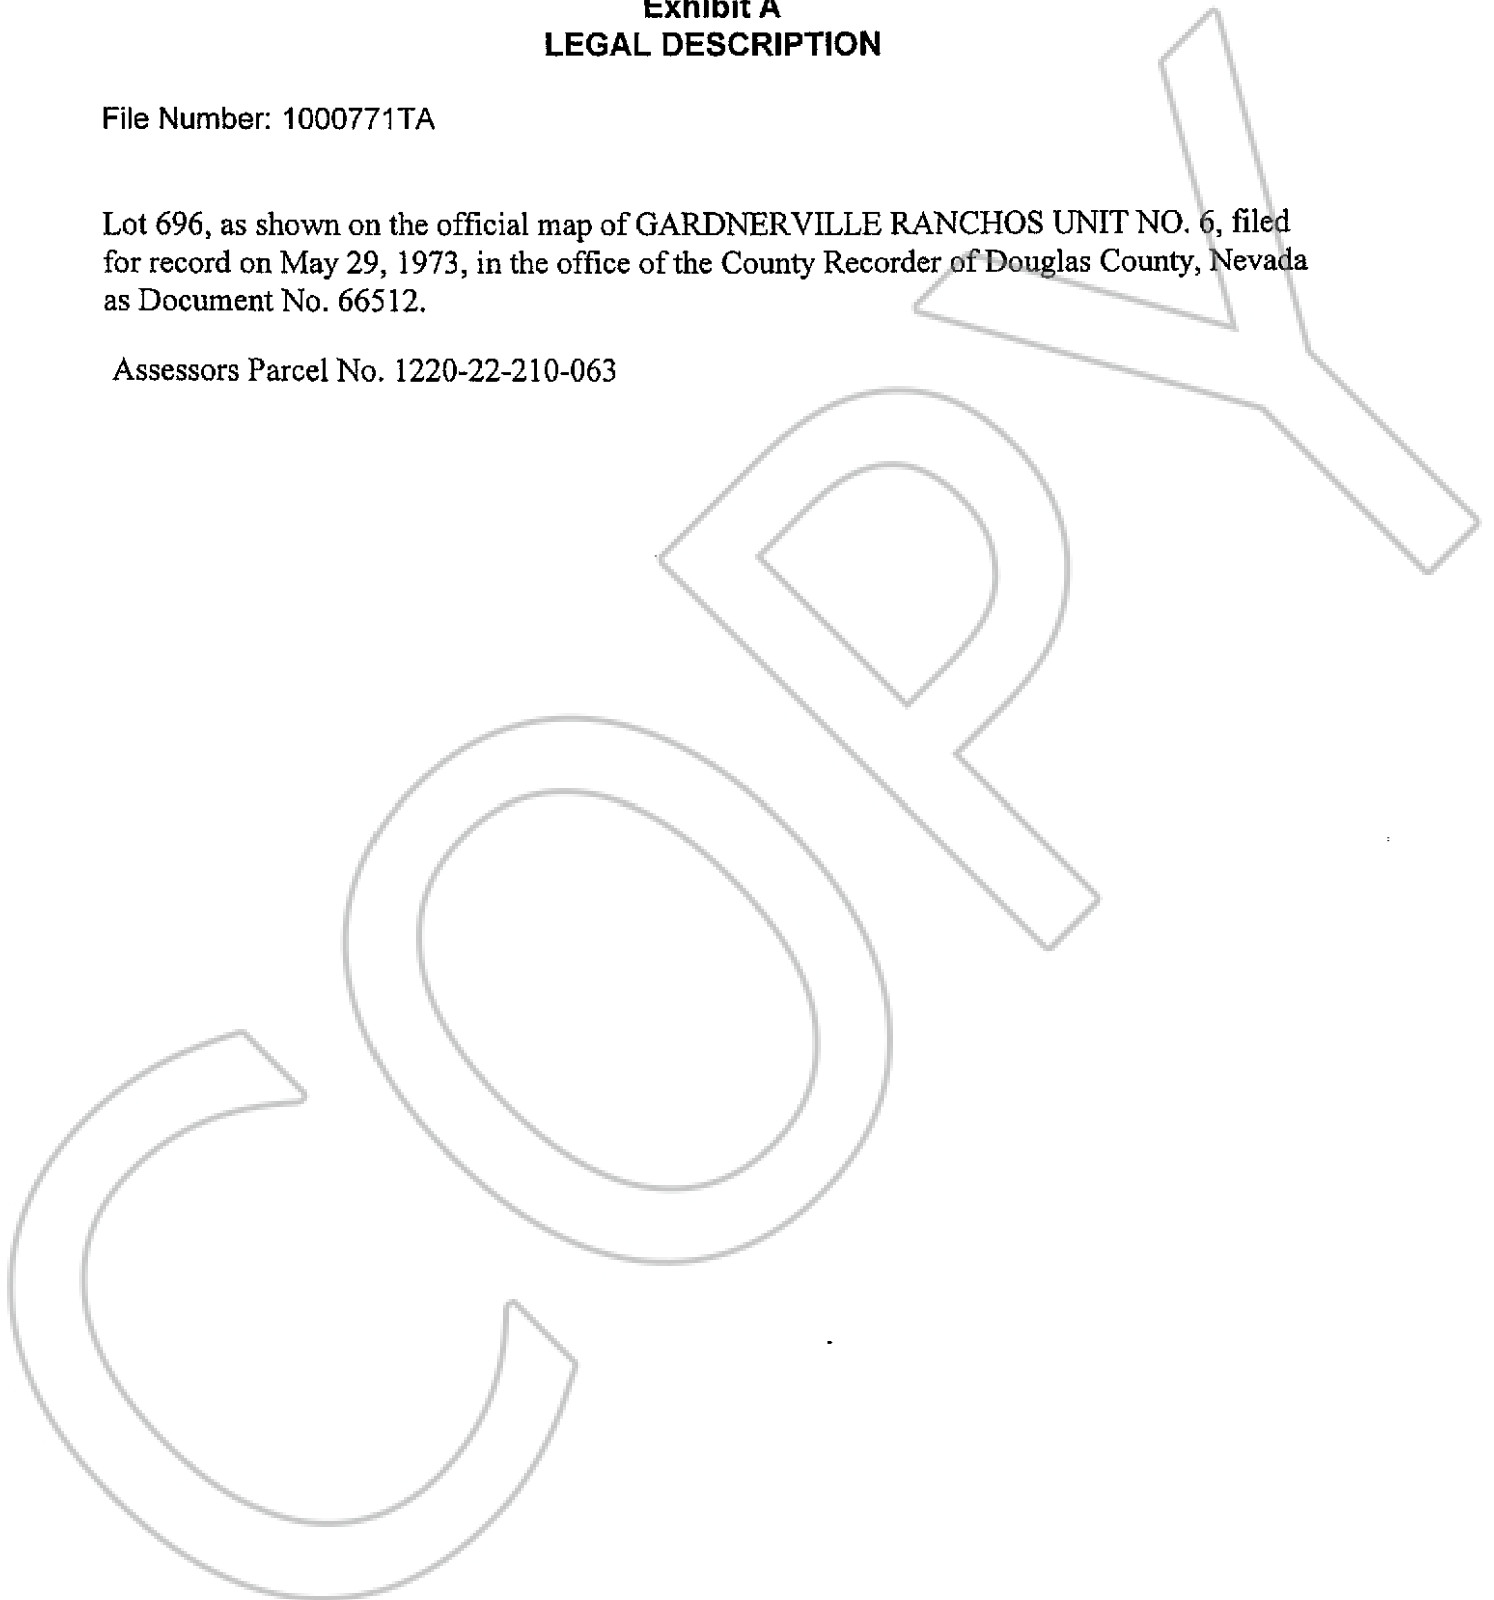 Exhibit A
LEGAL DESCRIPTION
File Number: 1000771TA
Lot 696, as shown on the official map of GARDNERVILLE RANCHOS UNIT NO. 6, filed
for record on May 29, 1973, in the office of the County Recorder of Douglas County, Nevada
as Document No. 66512.
Assessors Parcel No. 1220-22-210-063
COPY